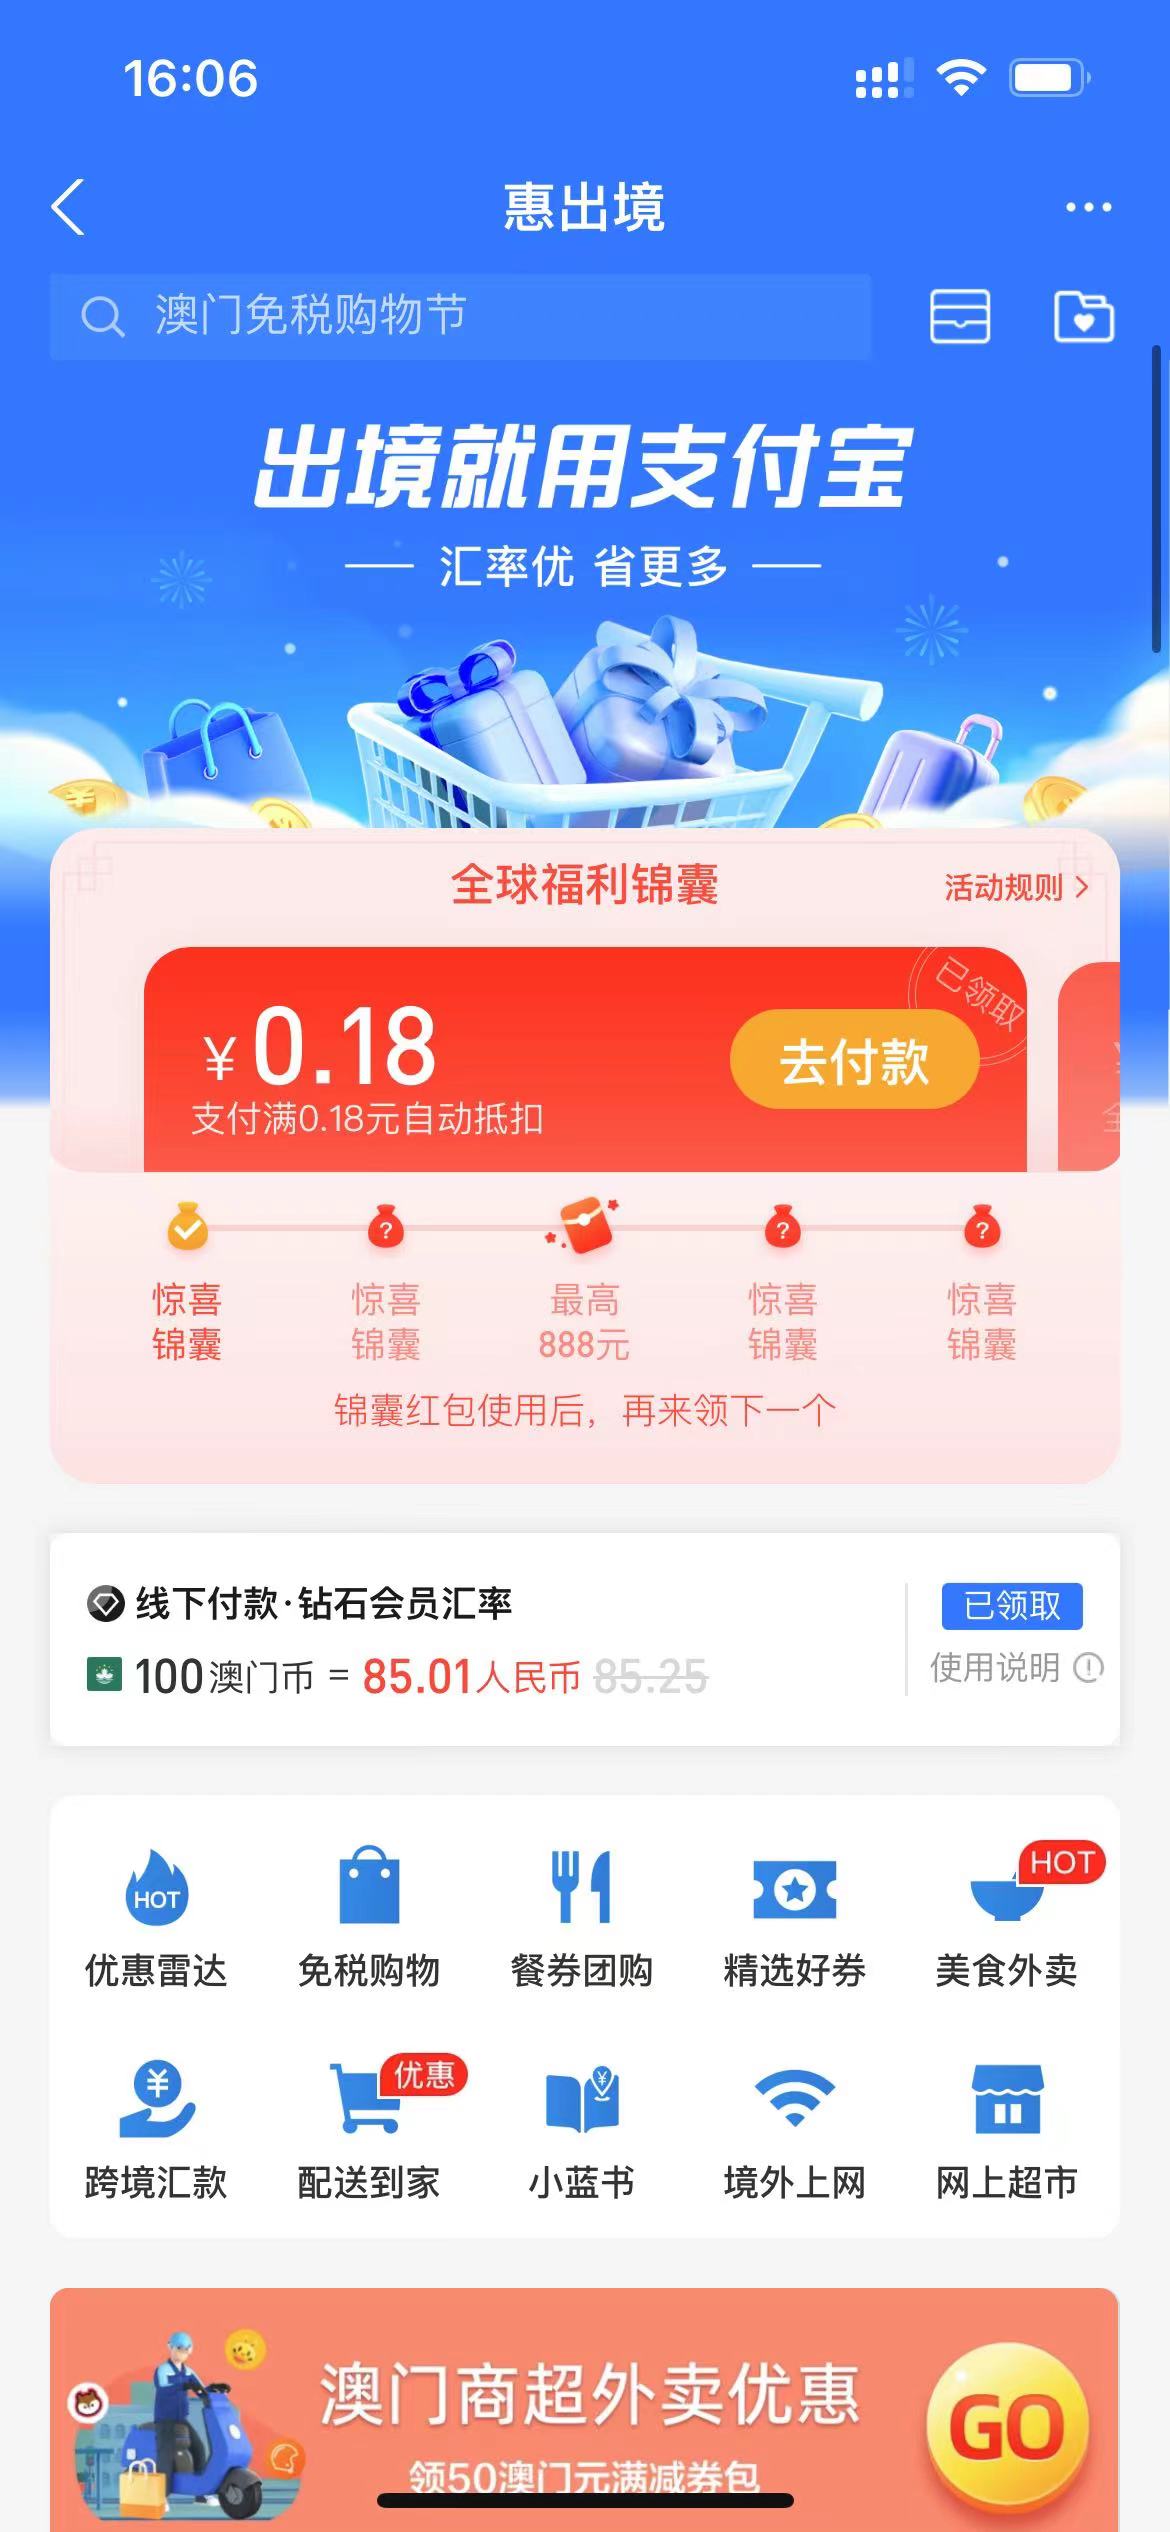 16:06
惠出境
澳门免税购物节
出境就用支付宝
汇率优 省更多
全球福利锦囊
活动规则
已领取
¥0.18
去付款
支付满0.18元自动抵扣
惊喜锦囊
惊喜锦囊
最高888元
惊喜锦囊
惊喜锦囊
锦囊红包使用后，再来领下一个
线下付款·钻石会员汇率
已领取
100澳门币 = 85.01人民币 85.25
使用说明
HOT
HOT
优惠雷达
免税购物
餐券团购
精选好券
美食外卖
优惠
跨境汇款
配送到家
小蓝书
境外上网
网上超市
澳门商超外卖优惠
GO
领50澳门元满减券包